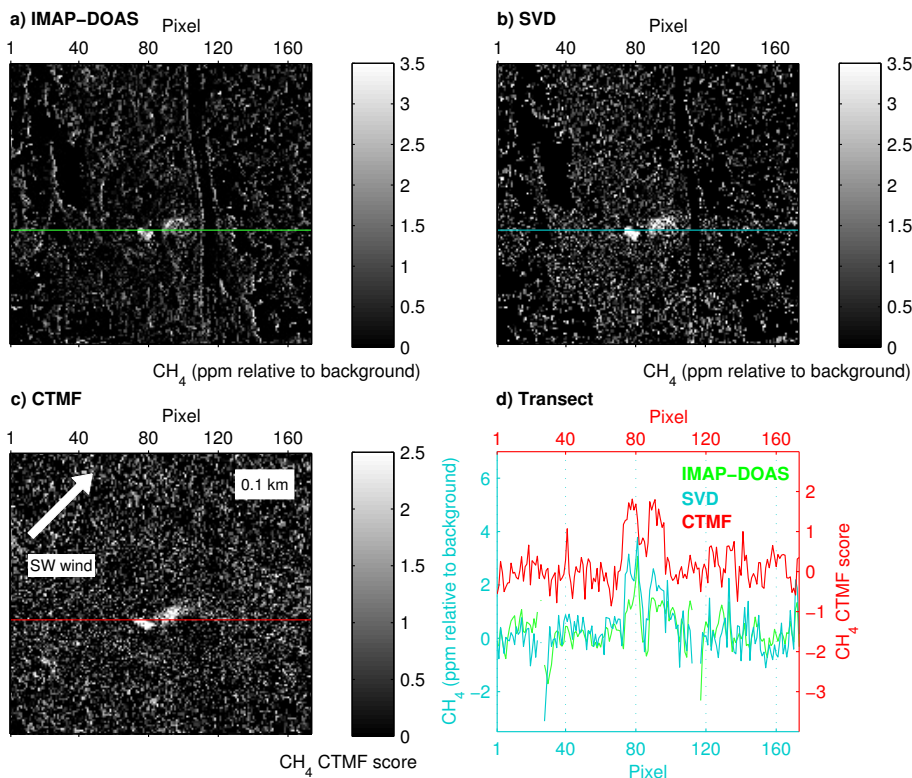 a) IMAP−DOAS
Pixel
1 40 80 120 160
3.5
3
2.5
2
1.5
1
0.5
0
CH4 (ppm relative to background)
b) SVD
Pixel
1 40 80 120 160
3.5
3
2.5
2
1.5
1
0.5
0
CH4 (ppm relative to background)
c) CTMF
Pixel
1 40 80 120 160
0.1 km
SW wind
2.5
2
1.5
1
0.5
0
CH4 CTMF score
d) Transect
Pixel
1 40 80 120 160
CH4 (ppm relative to background)
6
4
2
0
−2
IMAP−DOAS
SVD
CTMF
2
1
0
−1
−2
−3
CH4 CTMF score
1 40 80 120 160
Pixel